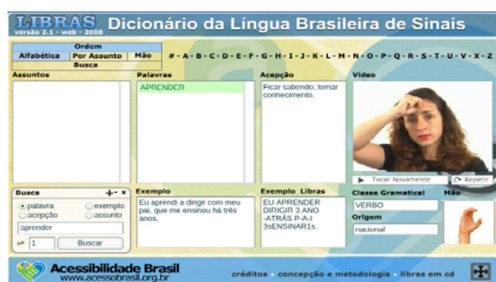 LIBRAS Dicionário da Língua Brasileira de Sinais
versão 2.1 - web - 2008
Ordem
Alfabética Por Assunto Mão
Busca
# - A - B - C - D - E - F - G - H - I - J - K - L - M - N - O - P - Q - R - S - T - U - V - X - Z
Assuntos
Palavras
APRENDER
Acepção
Ficar sabendo; tomar
conhecimento.
Vídeo
Tocar Novamente
Repetir
Busca
palavra exemplo
acepção assunto
aprender
nº 1 Buscar
Exemplo
Eu aprendi a dirigir com meu
pai, que me ensinou há três
anos.
Exemplo Libras
EU APRENDER
DIRIGIR 3 ANO
-ATRÁS P-A-I
3sENSINAR1s.
Classe Gramatical
VERBO
Origem
nacional
Mão
Acessibilidade Brasil
www.acessobrasil.org.br
créditos - concepção e metodologia - libras em cd